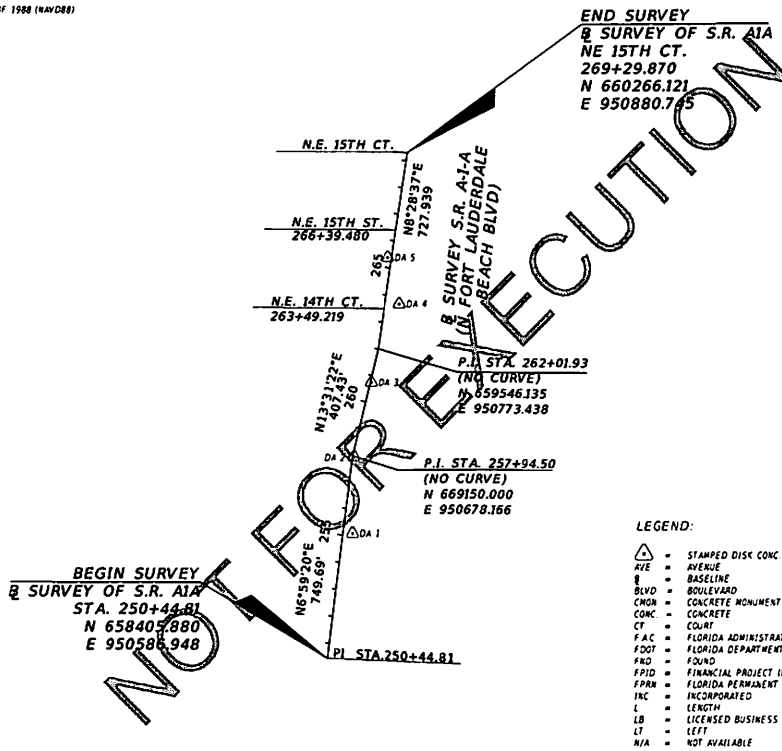 OF 1988 (NAVD88)
END SURVEY
℄ SURVEY OF S.R. A1A
NE 15TH CT.
269+29.870
N 660266.121
E 950880.745
N.E. 15TH CT.
N8°28'37"E
727.939
℄ SURVEY S.R. A-1-A
(N FORT LAUDERDALE
BEACH BLVD)
N.E. 15TH ST.
266+39.480
265
DA 5
N.E. 14TH CT.
263+49.219
DA 4
P.I. STA. 262+01.93
(NO CURVE)
N 659546.135
E 950773.438
DA 3
N13°31'22"E
407.43'
260
DA 2
P.I. STA. 257+94.50
(NO CURVE)
N 669150.000
E 950678.166
255
DA 1
N6°59'20"E
749.69'
BEGIN SURVEY
℄ SURVEY OF S.R. A1A
STA. 250+44.81
N 658405.880
E 950586.948
PI STA.250+44.81
NOT FOR EXECUTION
LEGEND:
= STAMPED DISK CONC.
AVE = AVENUE
℄ = BASELINE
BLVD = BOULEVARD
CMON = CONCRETE MONUMENT
CONC. = CONCRETE
CT = COURT
F.A.C = FLORIDA ADMINISTRAT
FDOT = FLORIDA DEPARTMENT
FND = FOUND
FPID = FINANCIAL PROJECT I
FPRN = FLORIDA PERMANENT
INC = INCORPORATED
L = LENGTH
LB = LICENSED BUSINESS
LT = LEFT
N/A = NOT AVAILABLE